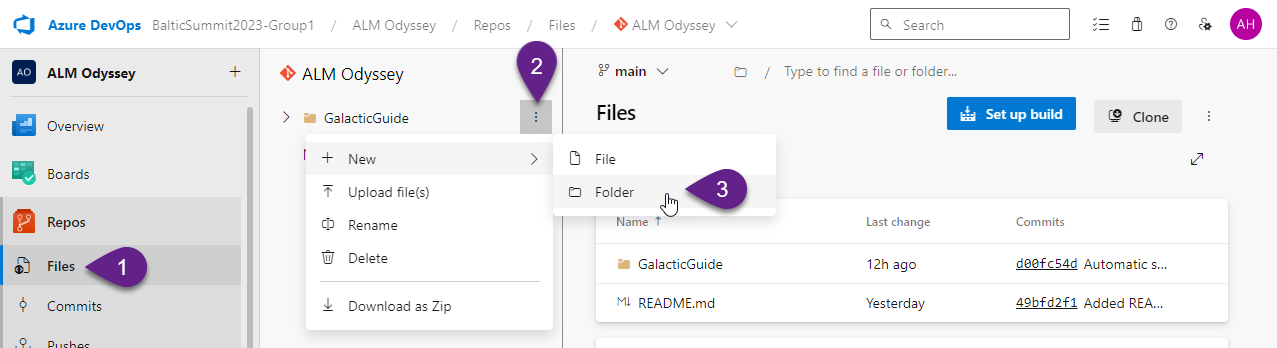 Azure DevOps BalticSummit2023-Group1 / ALM Odyssey / Repos / Files / ALM Odyssey
Search
AH
AO ALM Odyssey +
Overview
Boards
Repos
Files
Commits
Pushes
1
ALM Odyssey
2
GalacticGuide
New
Upload file(s)
Rename
Delete
Download as Zip
File
Folder
3
main
/ Type to find a file or folder...
Files
Set up build
Clone
Name ↑ Last change Commits
GalacticGuide 12h ago d00fc54d Automatic s...
M↓ README.md Yesterday 49bfd2f1 Added REA...